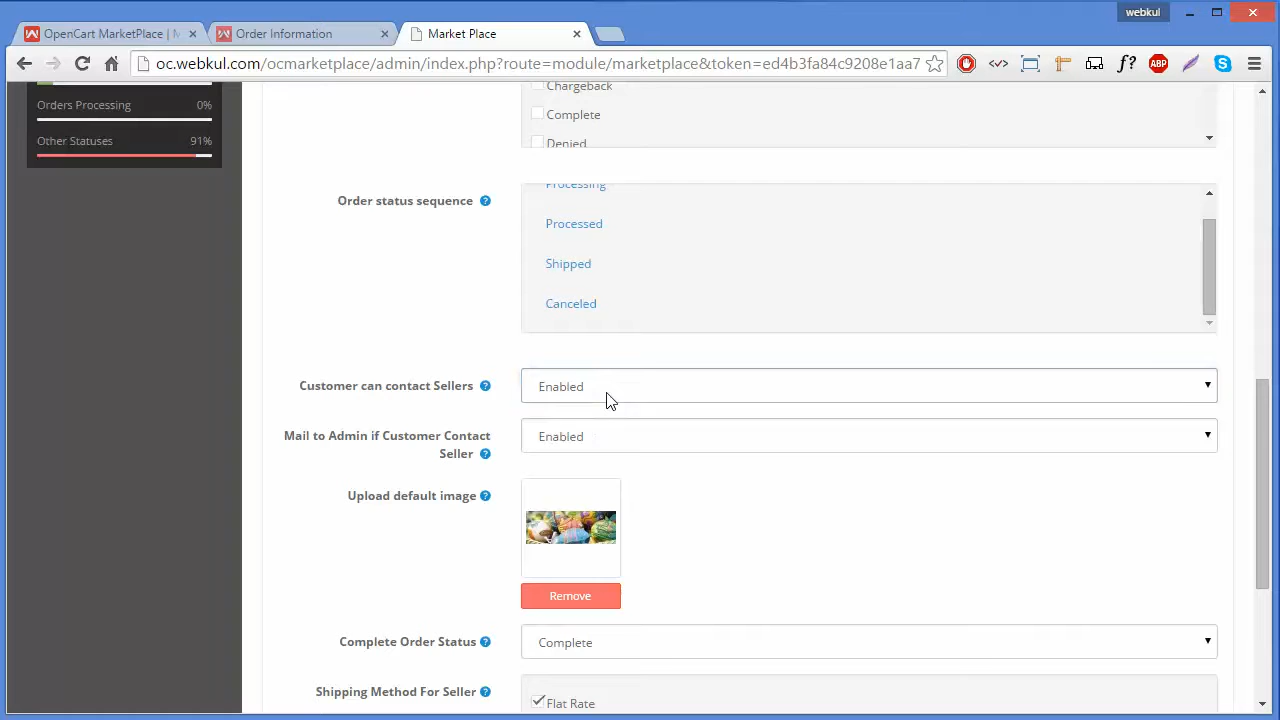 webkul
OpenCart MarketPlace | M
Order Information
Market Place
oc.webkul.com/ocmarketplace/admin/index.php?route=module/marketplace&token=ed4b3fa84c9208e1aa7
f?
ABP
Orders Processing 0%
Other Statuses 91%
Chargeback
Complete
Denied
Order status sequence ?
Processing
Processed
Shipped
Canceled
Customer can contact Sellers ?
Enabled
Mail to Admin if Customer Contact
Seller ?
Enabled
Upload default image ?
Remove
Complete Order Status ?
Complete
Shipping Method For Seller ?
Flat Rate